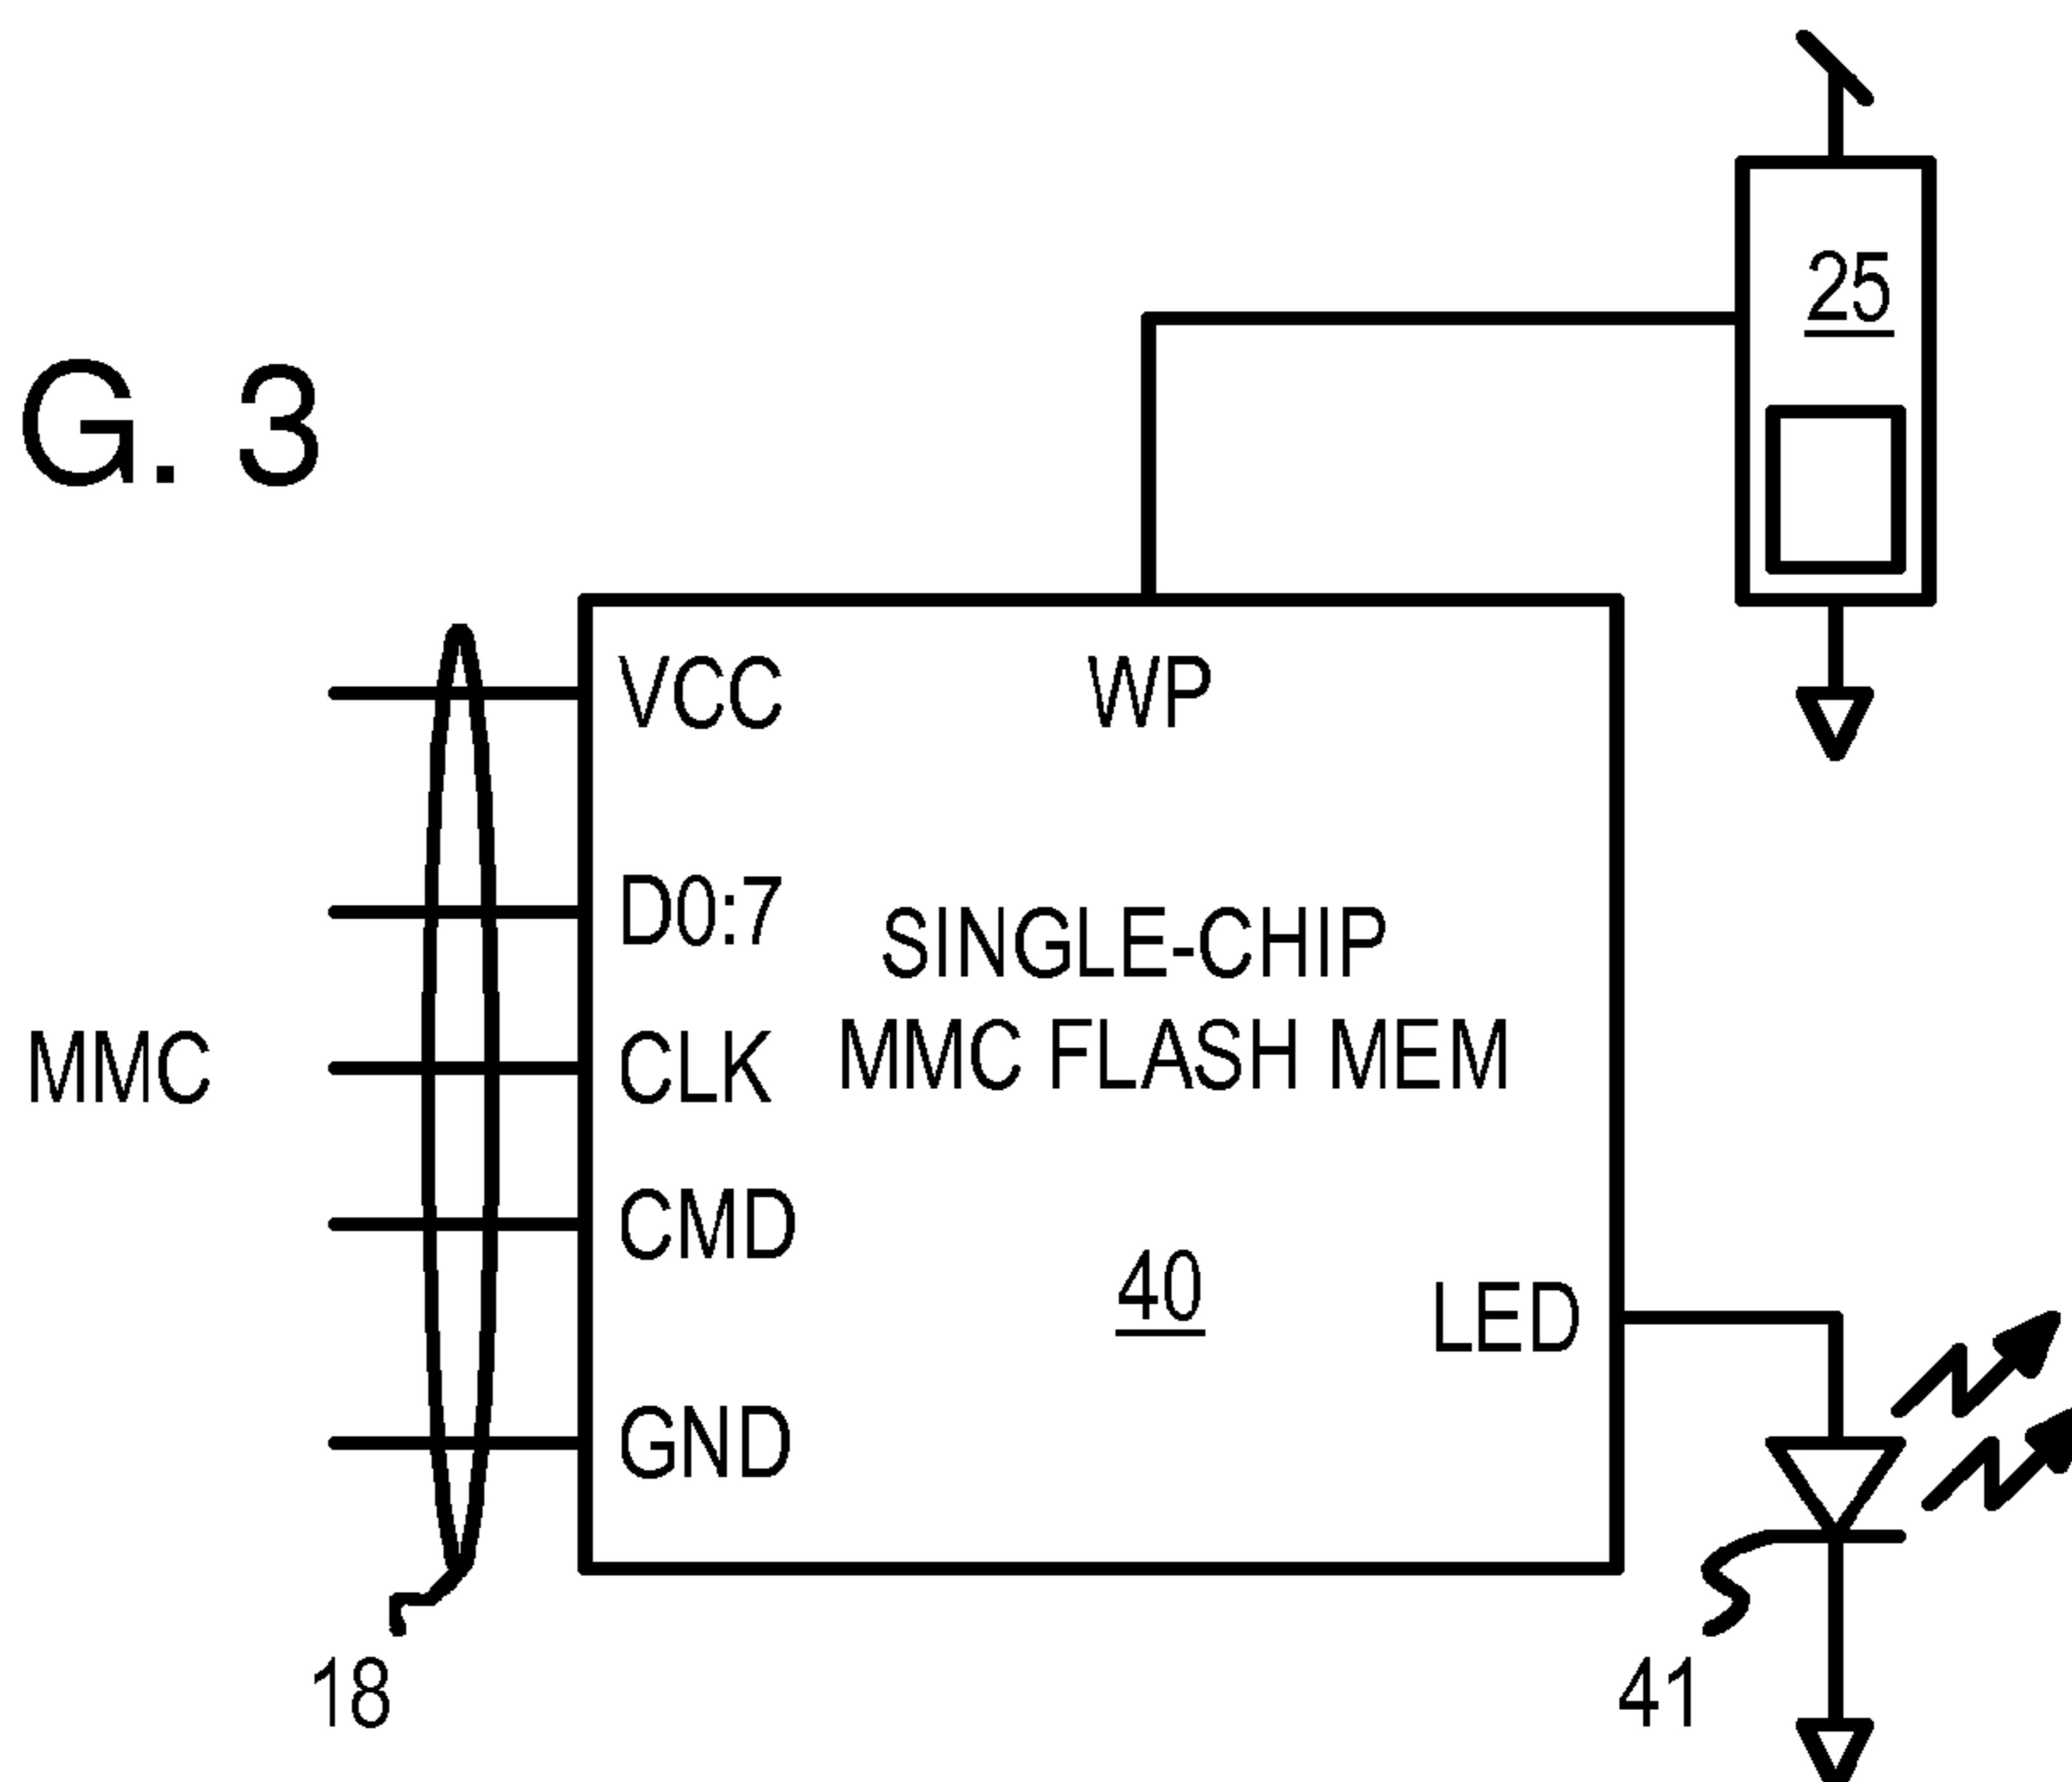 25
G. 3
VCC
WP
D0:7
SINGLE-CHIP
MMC FLASH MEM
MMC
CLK
CMD
40
LED
GND
18
41